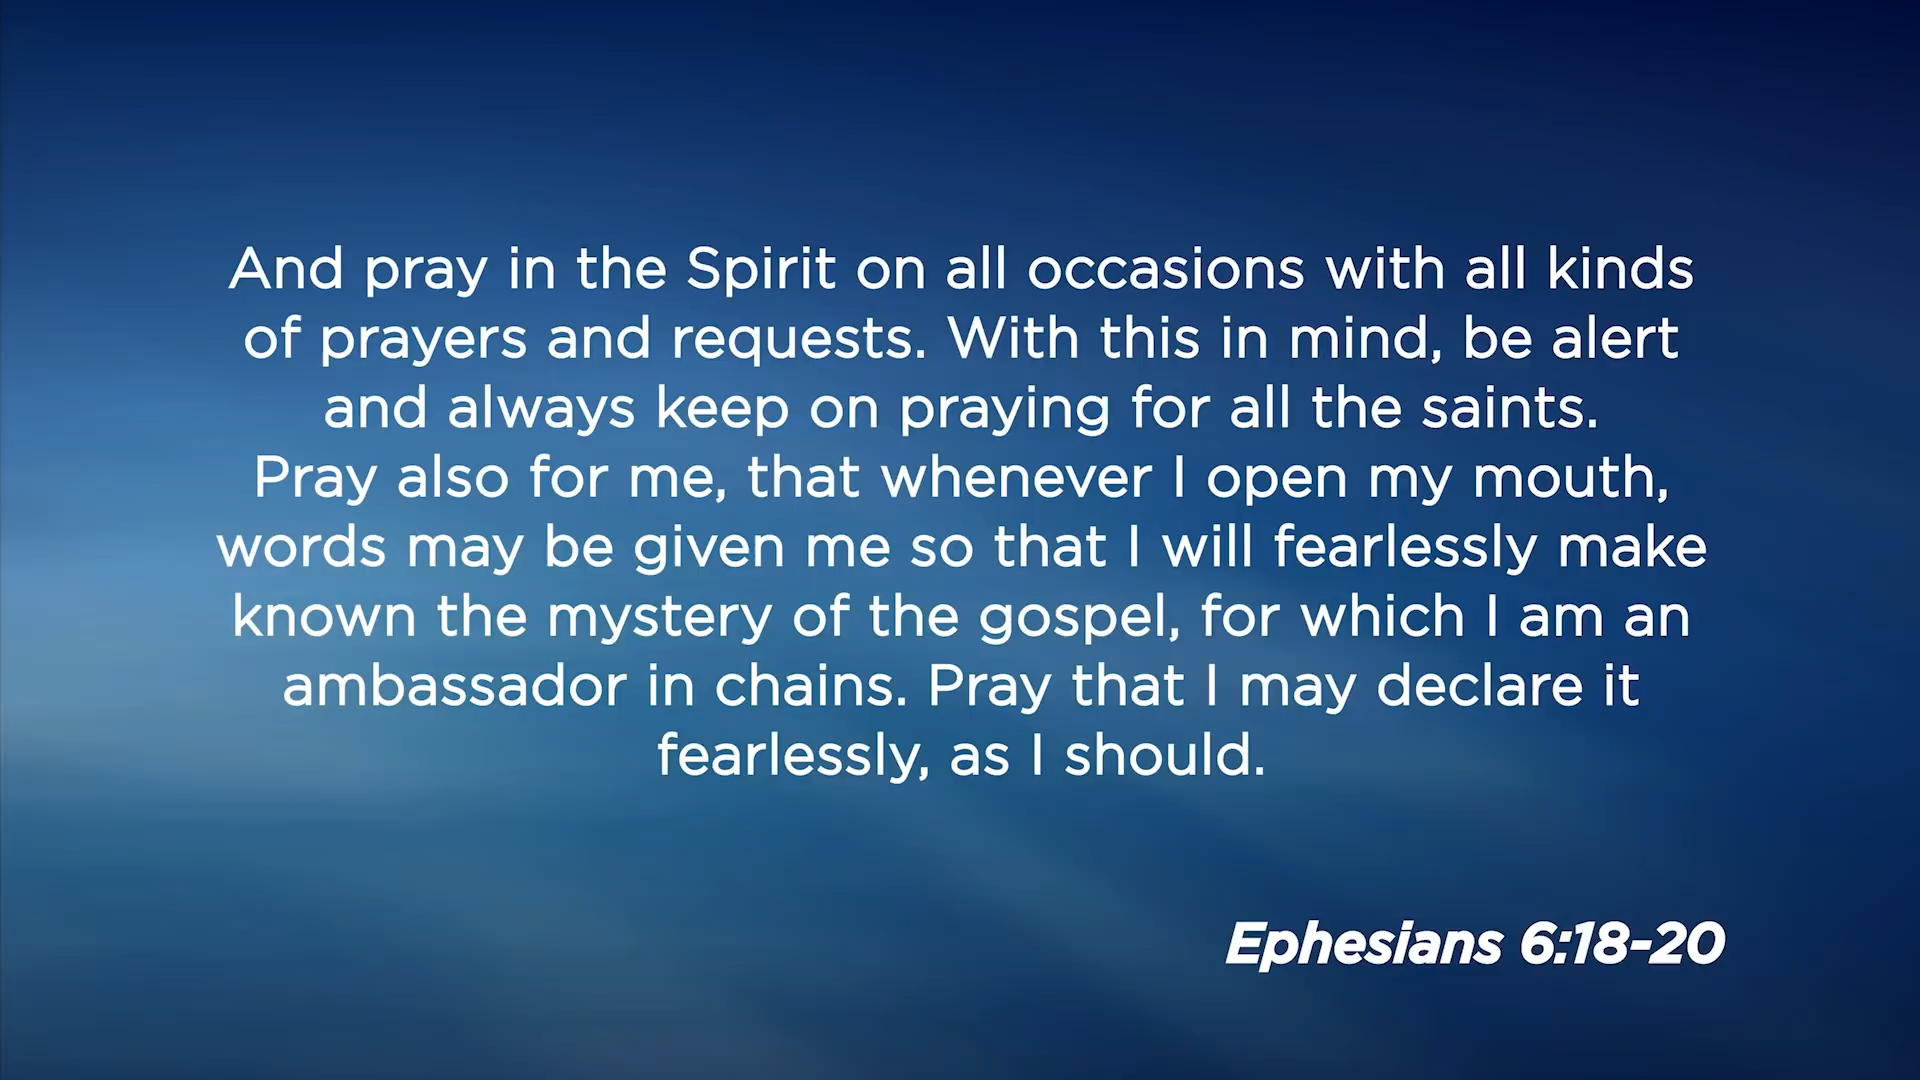 And pray in the Spirit on all occasions with all kinds
of prayers and requests. With this in mind, be alert
and always keep on praying for all the saints.
Pray also for me, that whenever I open my mouth,
words may be given me so that I will fearlessly make
known the mystery of the gospel, for which I am an
ambassador in chains. Pray that I may declare it
fearlessly, as I should.
Ephesians 6:18-20